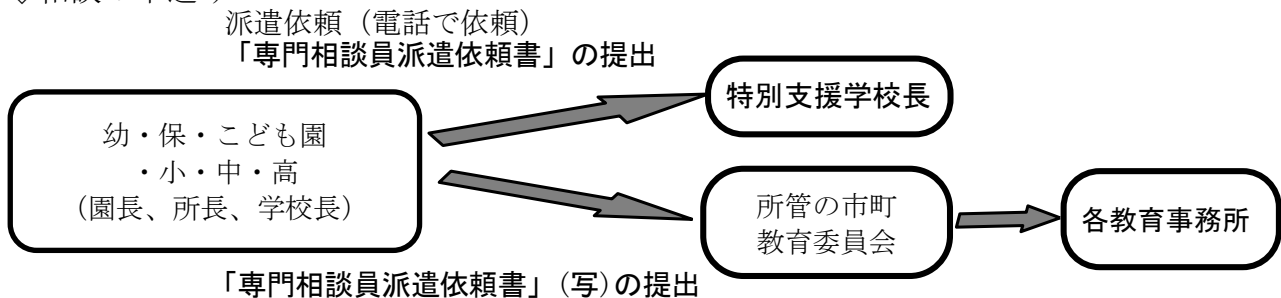 派遣依頼（電話で依頼）
「専門相談員派遣依頼書」の提出
特別支援学校長
幼・保・こども園
・小・中・高
（園長、所長、学校長）
所管の市町
教育委員会
各教育事務所
「専門相談員派遣依頼書」（写）の提出